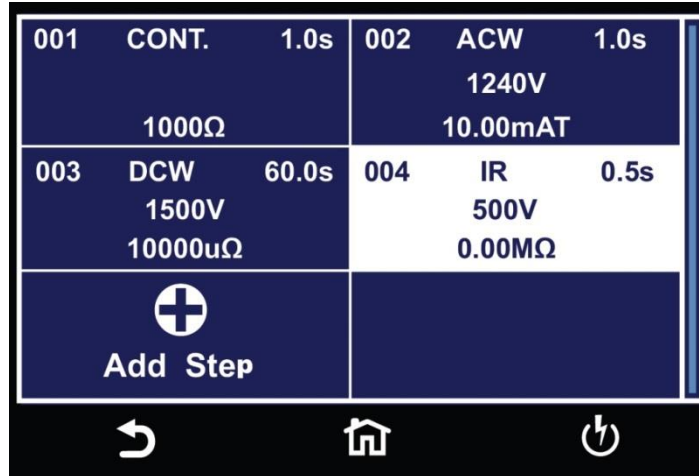 001 CONT. 1.0s
1000Ω
002 ACW 1.0s
1240V
10.00mAT
003 DCW 60.0s
1500V
10000uΩ
004 IR 0.5s
500V
0.00MΩ
Add Step